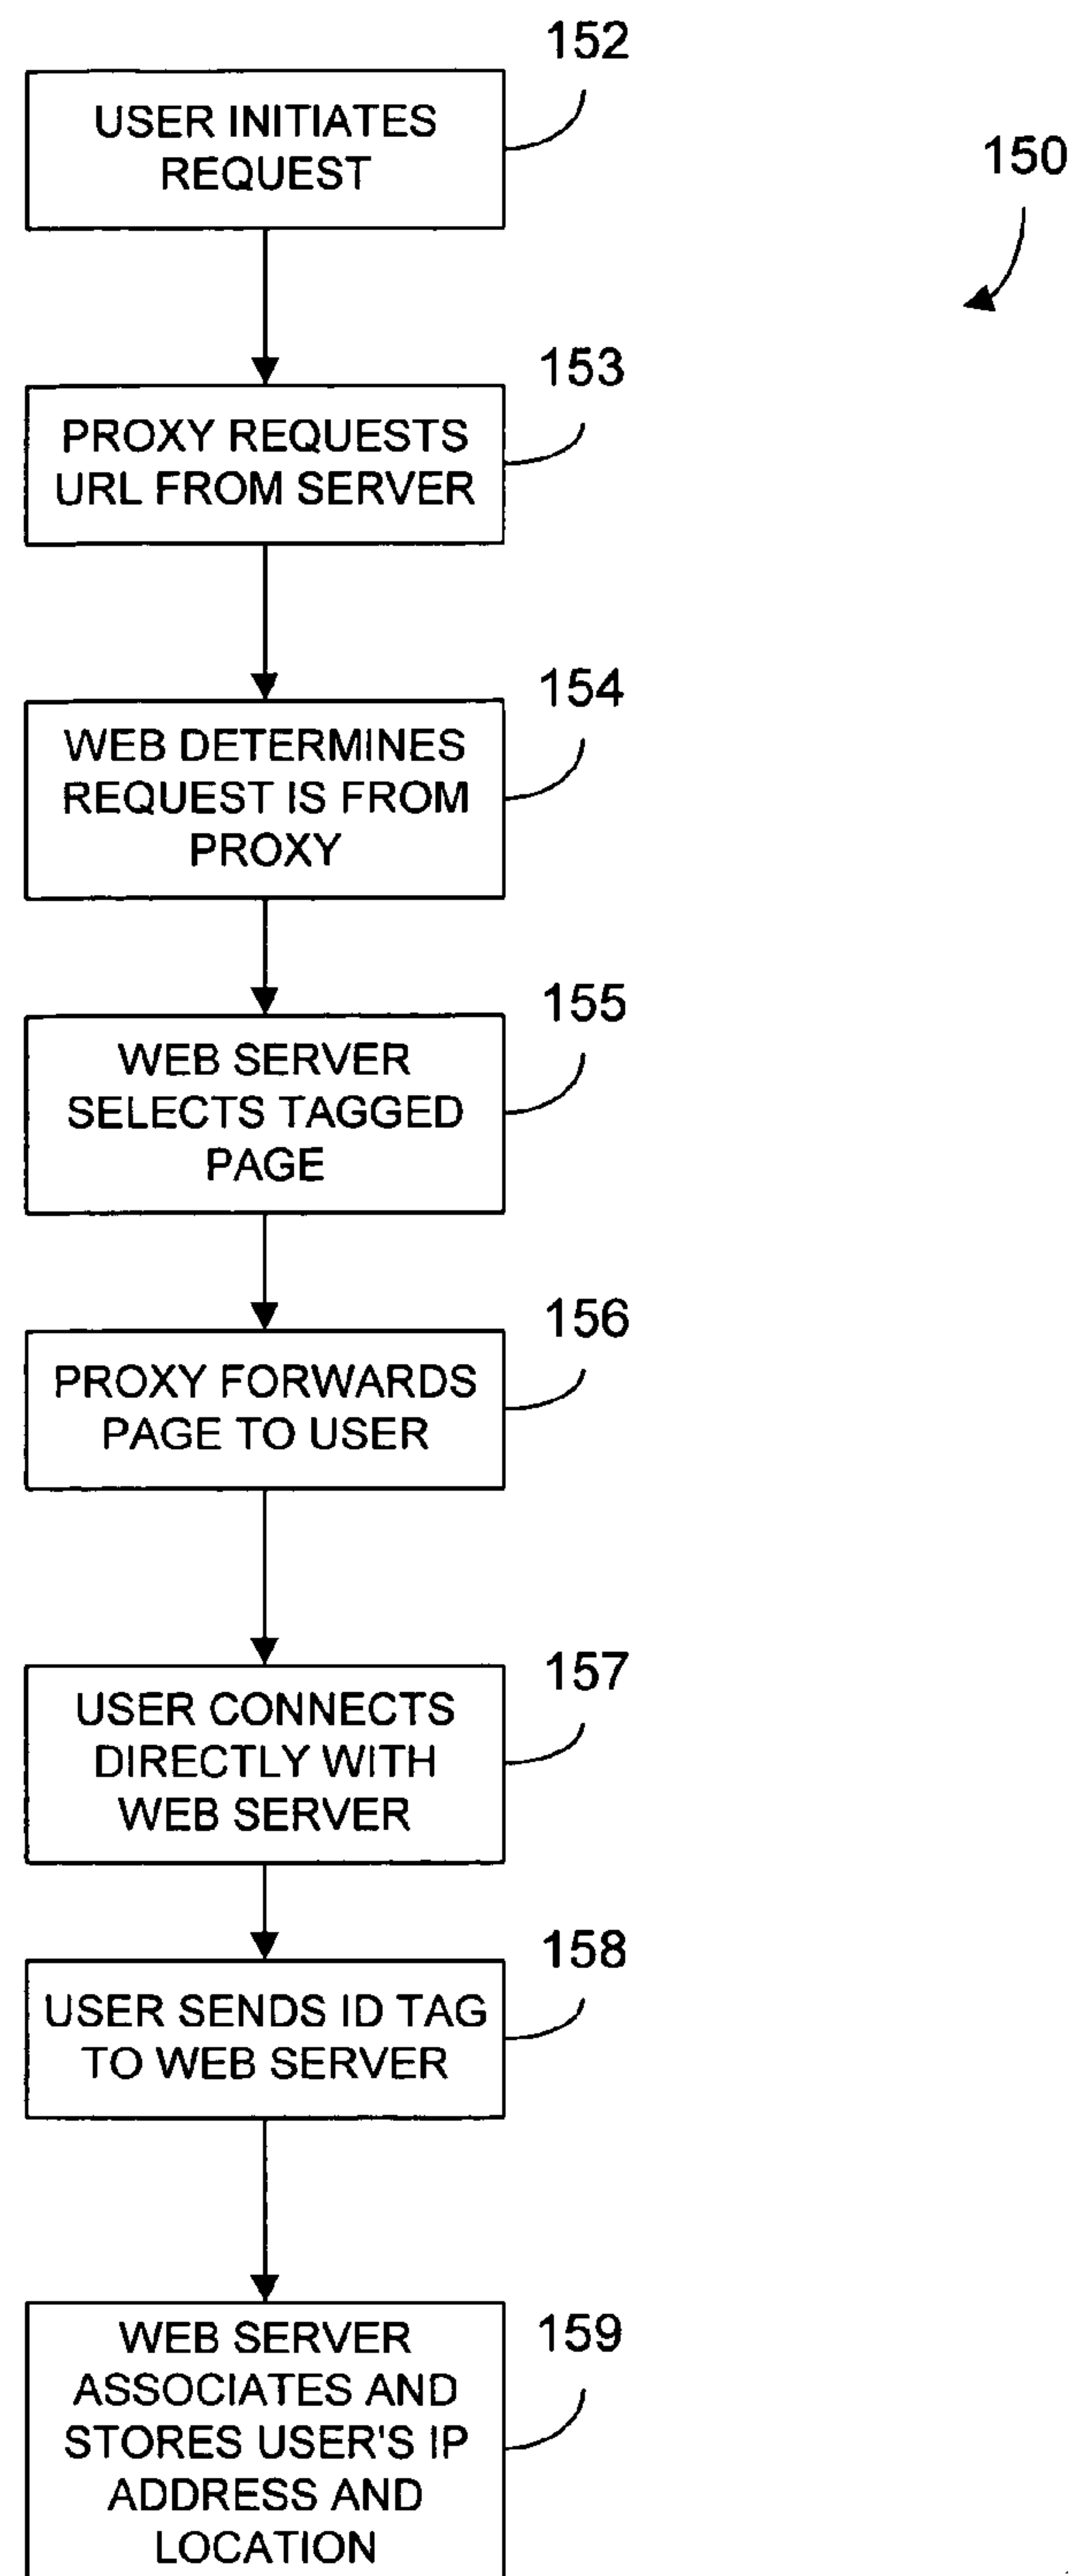 152
USER INITIATES
REQUEST
150
153
PROXY REQUESTS
URL FROM SERVER
154
WEB DETERMINES
REQUEST IS FROM
PROXY
155
WEB SERVER
SELECTS TAGGED
PAGE
156
PROXY FORWARDS
PAGE TO USER
157
USER CONNECTS
DIRECTLY WITH
WEB SERVER
158
USER SENDS ID TAG
TO WEB SERVER
159
WEB SERVER
ASSOCIATES AND
STORES USER'S IP
ADDRESS AND
LOCATION